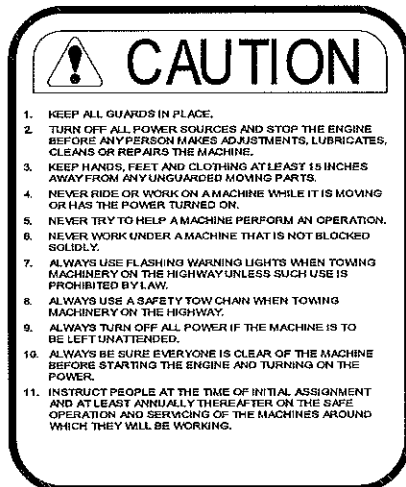 CAUTION
1. KEEP ALL GUARDS IN PLACE.
2. TURN OFF ALL POWER SOURCES AND STOP THE ENGINE
BEFORE ANY PERSON MAKES ADJUSTMENTS, LUBRICATES,
CLEANS OR REPAIRS THE MACHINE.
3. KEEP HANDS, FEET AND CLOTHING AT LEAST 15 INCHES
AWAY FROM ANY UNGUARDED MOVING PARTS.
4. NEVER RIDE OR WORK ON A MACHINE WHILE IT IS MOVING
OR HAS THE POWER TURNED ON.
5. NEVER TRY TO HELP A MACHINE PERFORM AN OPERATION.
6. NEVER WORK UNDER A MACHINE THAT IS NOT BLOCKED
SOLIDLY.
7. ALWAYS USE FLASHING WARNING LIGHTS WHEN TOWING
MACHINERY ON THE HIGHWAY UNLESS SUCH USE IS
PROHIBITED BY LAW.
8. ALWAYS USE A SAFETY TOW CHAIN WHEN TOWING
MACHINERY ON THE HIGHWAY.
9. ALWAYS TURN OFF ALL POWER IF THE MACHINE IS TO
BE LEFT UNATTENDED.
10. ALWAYS BE SURE EVERYONE IS CLEAR OF THE MACHINE
BEFORE STARTING THE ENGINE AND TURNING ON THE
POWER.
11. INSTRUCT PEOPLE AT THE TIME OF INITIAL ASSIGNMENT
AND AT LEAST ANNUALLY THEREAFTER ON THE SAFE
OPERATION AND SERVICING OF THE MACHINES AROUND
WHICH THEY WILL BE WORKING.